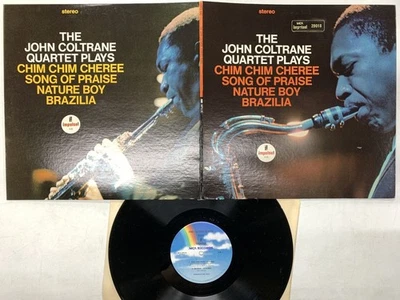 stereo
THE
JOHN COLTRANE
QUARTET PLAYS
CHIM CHIM CHEREE
SONG OF PRAISE
NATURE BOY
BRAZILIA
impulse!
stereo
THE
JOHN COLTRANE
QUARTET PLAYS
CHIM CHIM CHEREE
SONG OF PRAISE
NATURE BOY
BRAZILIA
impulse!
MCA RECORDS